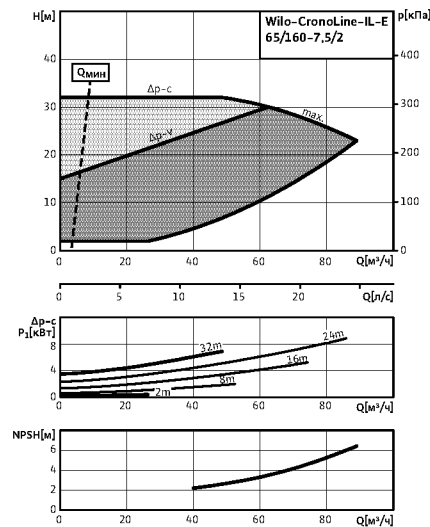 H[м]
Wilo-CronoLine-IL-E
65/160-7,5/2
p[кПа]
Qмин
Δp-c
Δp-v
max.
40
30
20
10
0
400
300
200
100
0
0 20 40 60 80 Q[м³/ч]
0 5 10 15 20 Q[л/с]
Δp-c
P₁[кВт]
8
4
0
32m
24m
16m
8m
2m
0 20 40 60 80 Q[м³/ч]
NPSH[м]
6
4
2
0
0 20 40 60 80 Q[м³/ч]